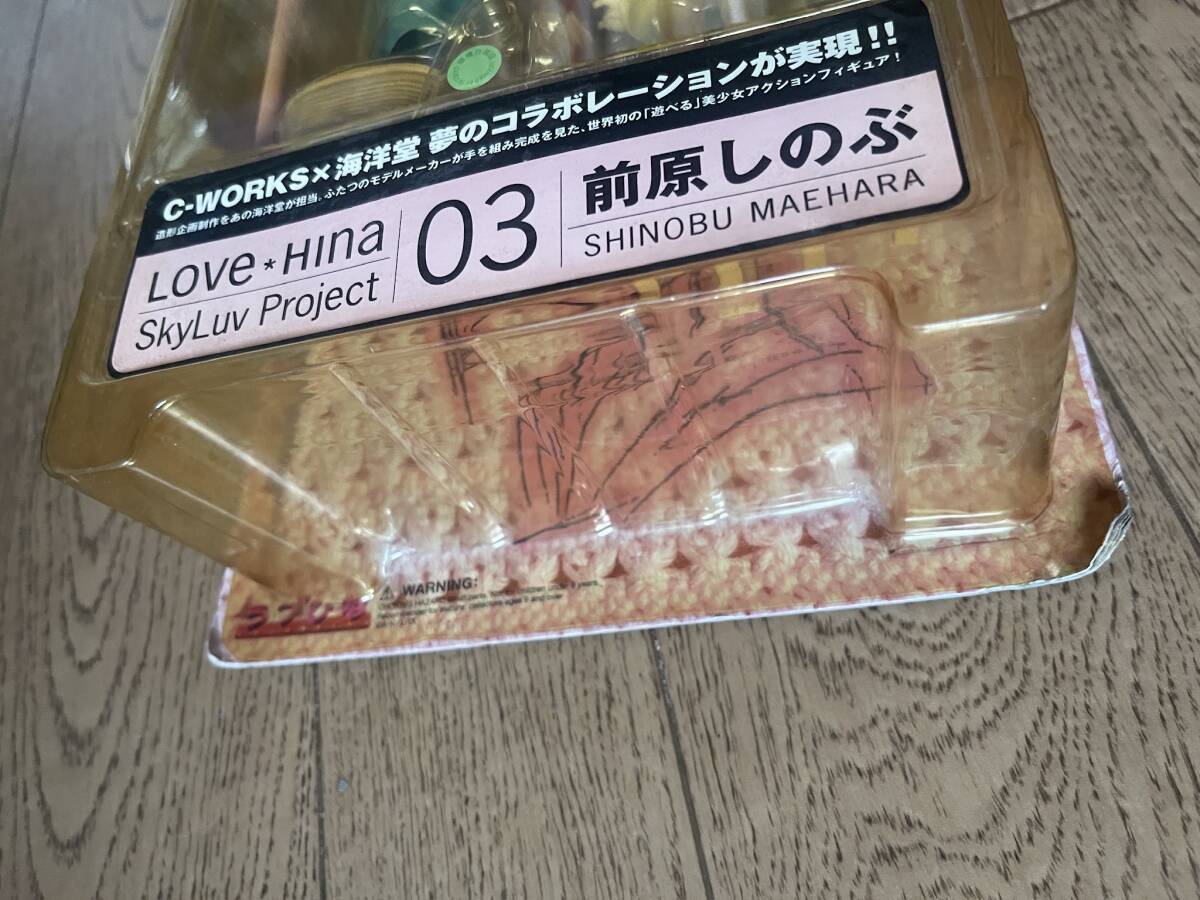 C-WORKS×海洋堂 夢のコラボレーションが実現!!
造形企画制作をあの海洋堂が担当。ふたつのモデルメーカーが手を組み完成を見た、世界初の「遊べる」美少女アクションフィギュア!
LOVE*HINA
SkyLuv Project
03
前原しのぶ
SHINOBU MAEHARA
⚠ WARNING:
ラブひな